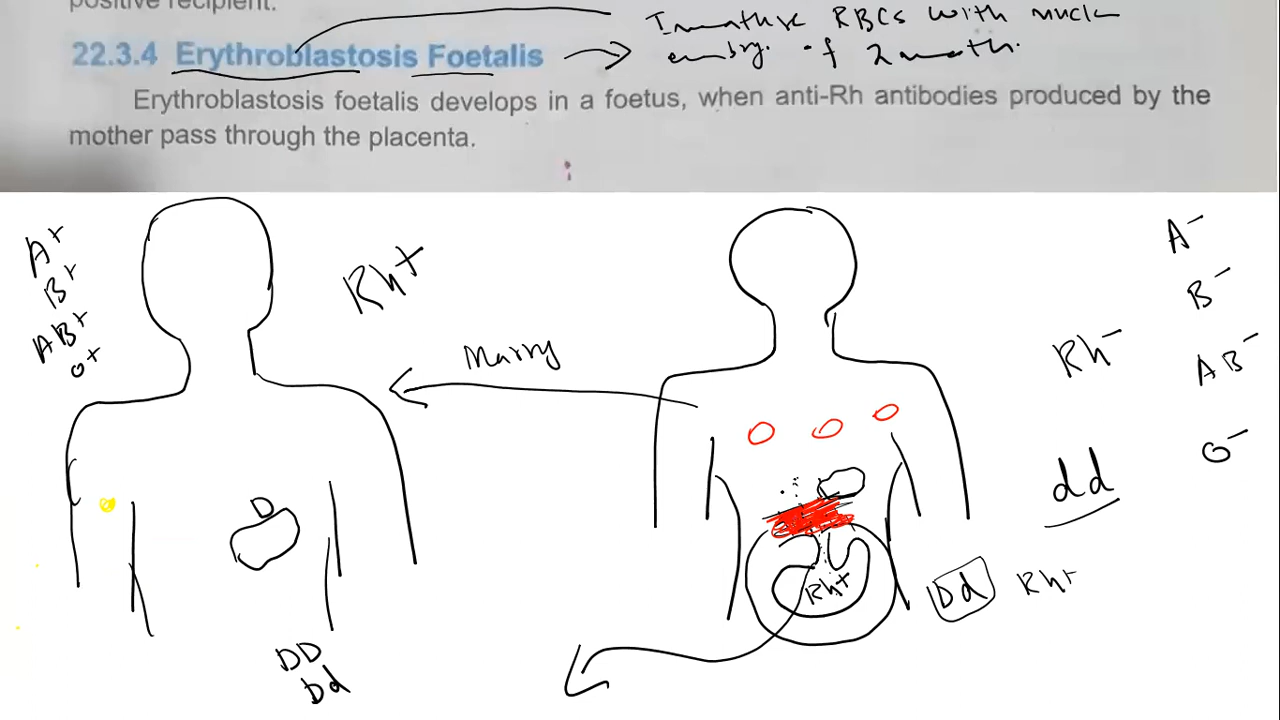 positive recipient.
Immature RBCs with nucle
22.3.4 Erythroblastosis Foetalis
embry. of 2 month.
Erythroblastosis foetalis develops in a foetus, when anti-Rh antibodies produced by the
mother pass through the placenta.
A+
B+
AB+
O+
Rh+
Marry
D
DD
Dd
Rh-
A-
B-
AB-
O-
dd
Rh+
Dd Rh+